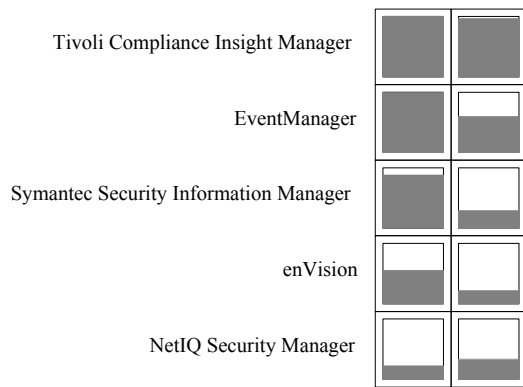 Tivoli Compliance Insight Manager
EventManager
Symantec Security Information Manager
enVision
NetIQ Security Manager